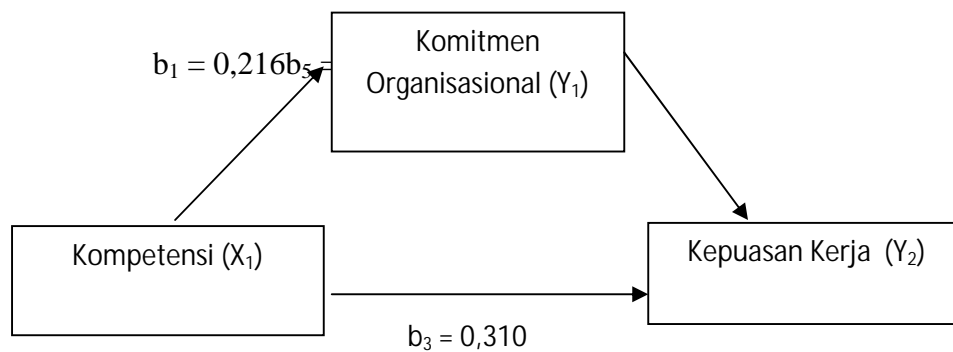 Komitmen
Organisasional (Y₁)
b₁ = 0,216b₅ =
Kompetensi (X₁)
Kepuasan Kerja (Y₂)
b₃ = 0,310